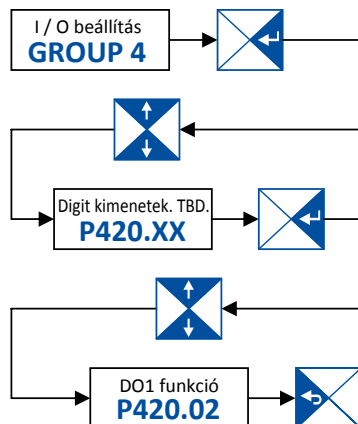 I / O beállítás
GROUP 4
Digit kimenetek. TBD.
P420.XX
DO1 funkció
P420.02